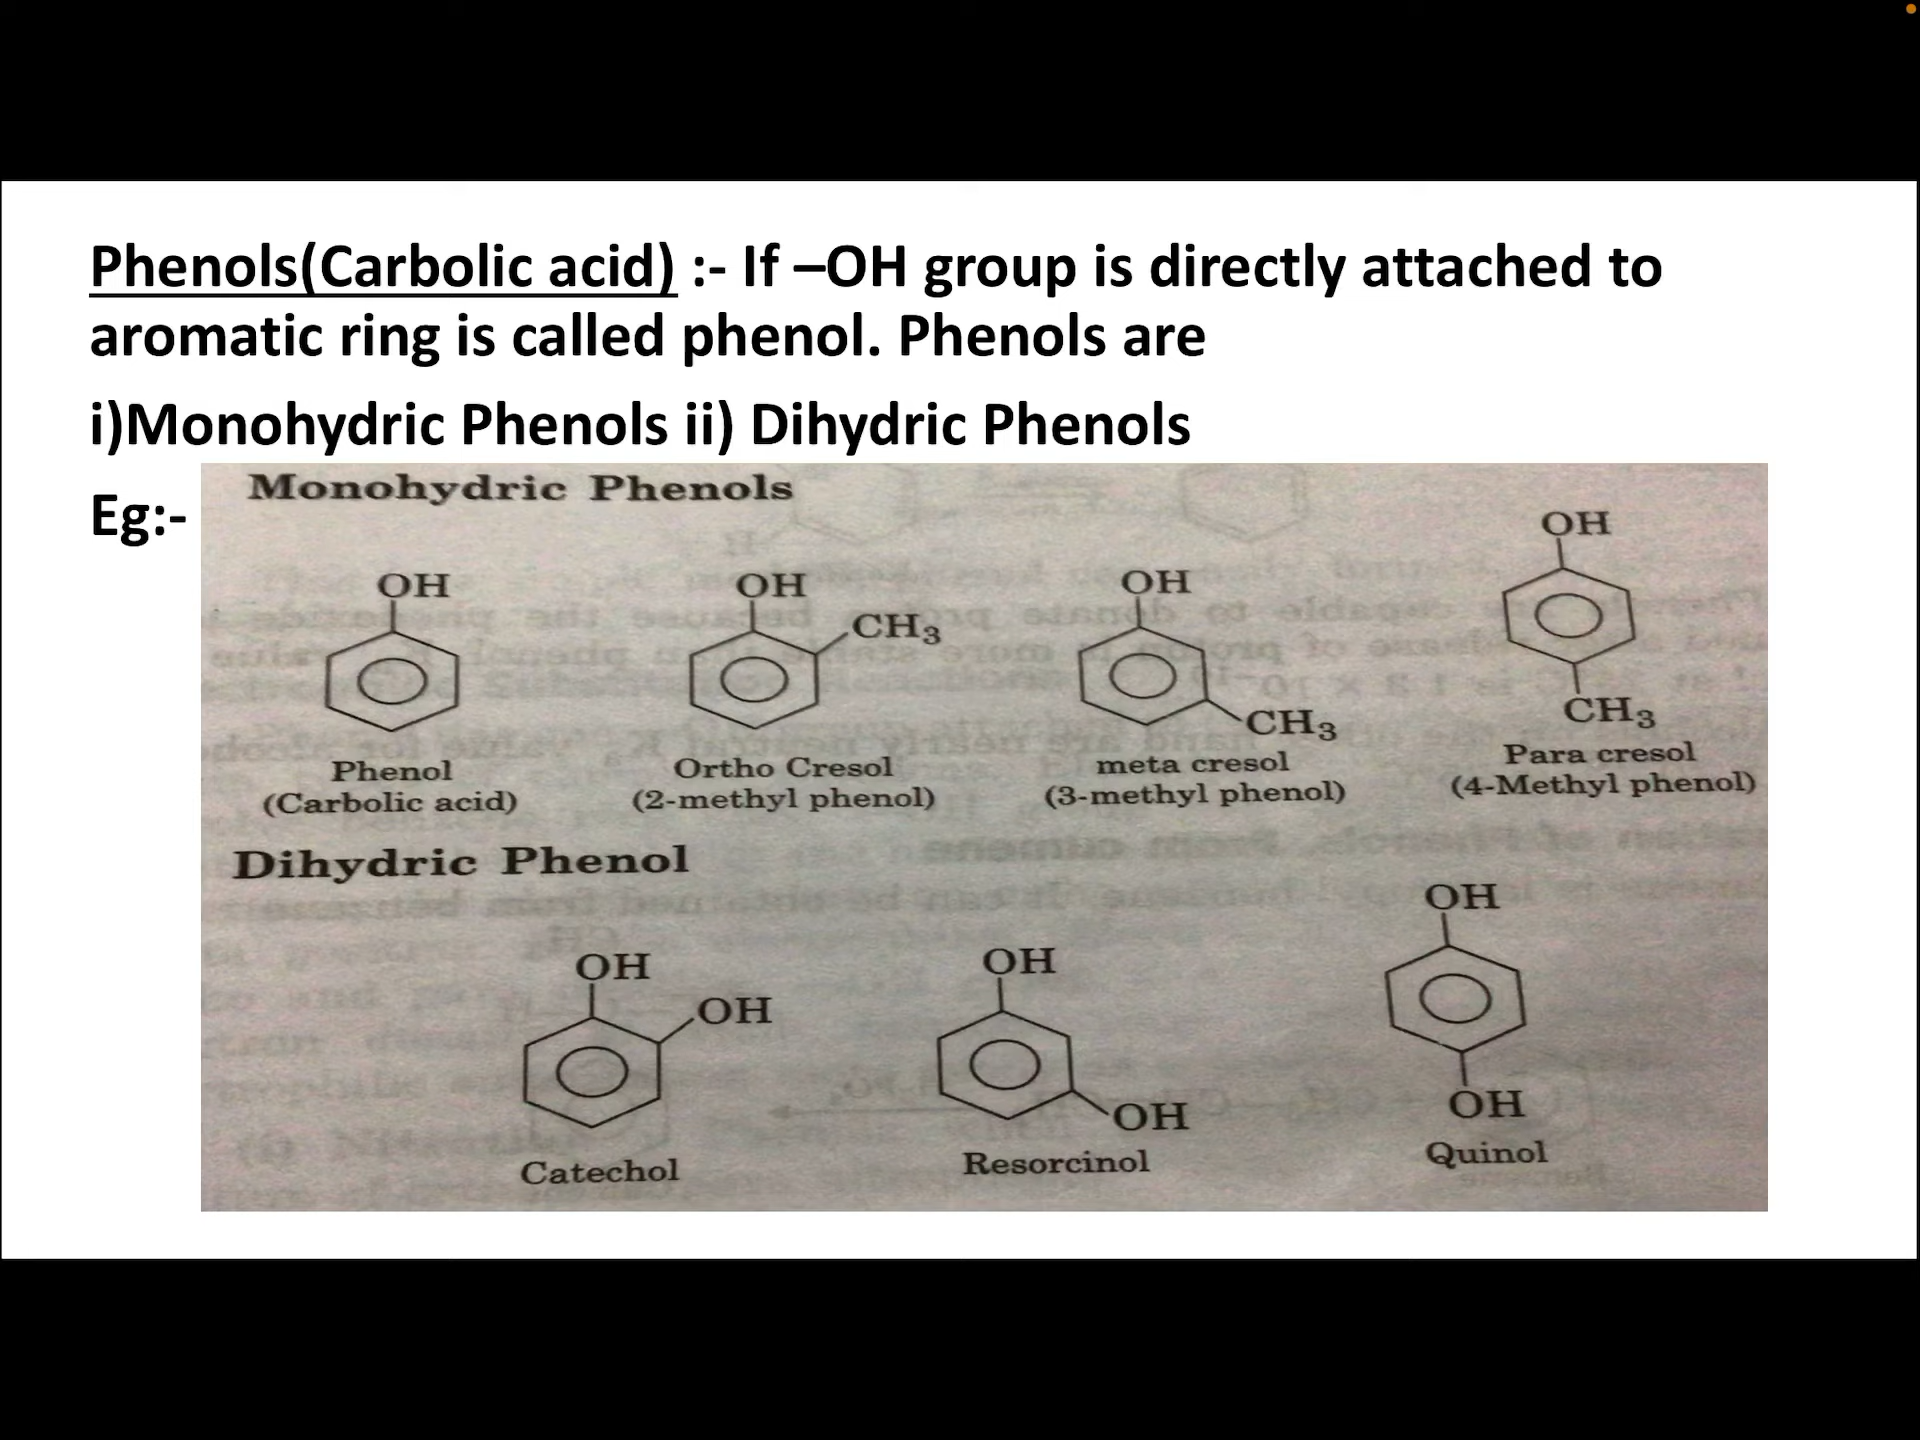 Phenols(Carbolic acid) :- If –OH group is directly attached to
aromatic ring is called phenol. Phenols are
i)Monohydric Phenols ii) Dihydric Phenols
Eg:-
Monohydric Phenols
OH
OH
CH3
OH
CH3
OH
CH3
Phenol
(Carbolic acid)
Ortho Cresol
(2-methyl phenol)
meta cresol
(3-methyl phenol)
Para cresol
(4-Methyl phenol)
Dihydric Phenol
OH
OH
OH
OH
OH
OH
Catechol
Resorcinol
Quinol